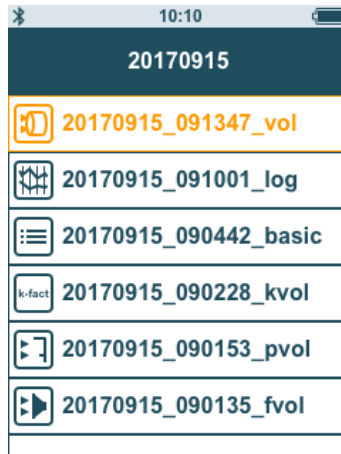 10:10
20170915
20170915_091347_vol
20170915_091001_log
20170915_090442_basic
k-fact 20170915_090228_kvol
20170915_090153_pvol
20170915_090135_fvol